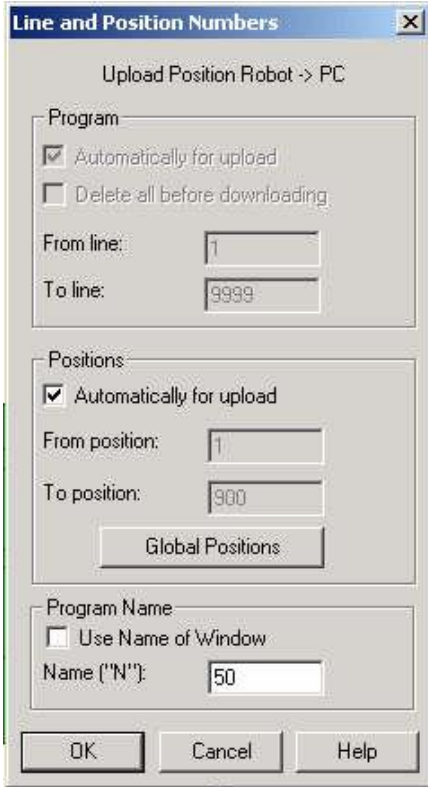 Line and Position Numbers
Upload Position Robot -> PC
Program
Automatically for upload
Delete all before downloading
From line: 1
To line: 9999
Positions
Automatically for upload
From position: 1
To position: 900
Global Positions
Program Name
Use Name of Window
Name ("N"): 50
OK Cancel Help